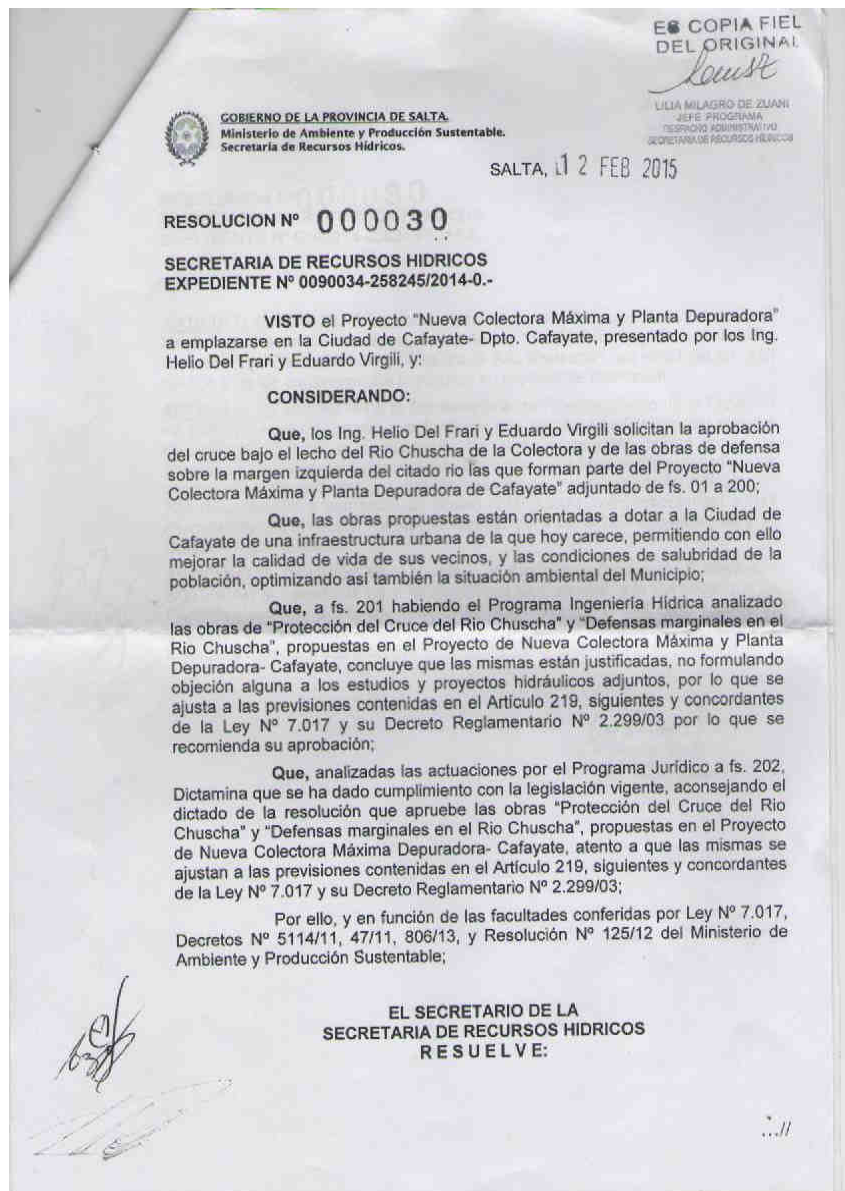 ES COPIA FIEL
DEL ORIGINAL
LILIA MILAGRO DE ZUANI
JEFE PROGRAMA
DESPACHO ADMINISTRATIVO
SECRETARIA DE RECURSOS HIDRICOS
GOBIERNO DE LA PROVINCIA DE SALTA.
Ministerio de Ambiente y Producción Sustentable.
Secretaría de Recursos Hídricos.
SALTA, 12 FEB 2015
RESOLUCION Nº 000030
SECRETARIA DE RECURSOS HIDRICOS
EXPEDIENTE Nº 0090034-258245/2014-0.-
VISTO el Proyecto "Nueva Colectora Máxima y Planta Depuradora"
a emplazarse en la Ciudad de Cafayate- Dpto. Cafayate, presentado por los Ing.
Helio Del Frari y Eduardo Virgili, y:
CONSIDERANDO:
Que, los Ing. Helio Del Frari y Eduardo Virgili solicitan la aprobación
del cruce bajo el lecho del Rio Chuscha de la Colectora y de las obras de defensa
sobre la margen izquierda del citado rio las que forman parte del Proyecto "Nueva
Colectora Máxima y Planta Depuradora de Cafayate" adjuntado de fs. 01 a 200;
Que, las obras propuestas están orientadas a dotar a la Ciudad de
Cafayate de una infraestructura urbana de la que hoy carece, permitiendo con ello
mejorar la calidad de vida de sus vecinos, y las condiciones de salubridad de la
población, optimizando asi también la situación ambiental del Municipio;
Que, a fs. 201 habiendo el Programa Ingeniería Hídrica analizado
las obras de "Protección del Cruce del Rio Chuscha" y "Defensas marginales en el
Rio Chuscha", propuestas en el Proyecto de Nueva Colectora Máxima y Planta
Depuradora- Cafayate, concluye que las mismas están justificadas, no formulando
objeción alguna a los estudios y proyectos hidráulicos adjuntos, por lo que se
ajusta a las previsiones contenidas en el Artículo 219, siguientes y concordantes
de la Ley Nº 7.017 y su Decreto Reglamentario Nº 2.299/03 por lo que se
recomienda su aprobación;
Que, analizadas las actuaciones por el Programa Jurídico a fs. 202,
Dictamina que se ha dado cumplimiento con la legislación vigente, aconsejando el
dictado de la resolución que apruebe las obras "Protección del Cruce del Rio
Chuscha" y "Defensas marginales en el Rio Chuscha", propuestas en el Proyecto
de Nueva Colectora Máxima Depuradora- Cafayate, atento a que las mismas se
ajustan a las previsiones contenidas en el Artículo 219, siguientes y concordantes
de la Ley Nº 7.017 y su Decreto Reglamentario Nº 2.299/03;
Por ello, y en función de las facultades conferidas por Ley Nº 7.017,
Decretos Nº 5114/11, 47/11, 806/13, y Resolución Nº 125/12 del Ministerio de
Ambiente y Producción Sustentable;
EL SECRETARIO DE LA
SECRETARIA DE RECURSOS HIDRICOS
R E S U E L V E:
...//